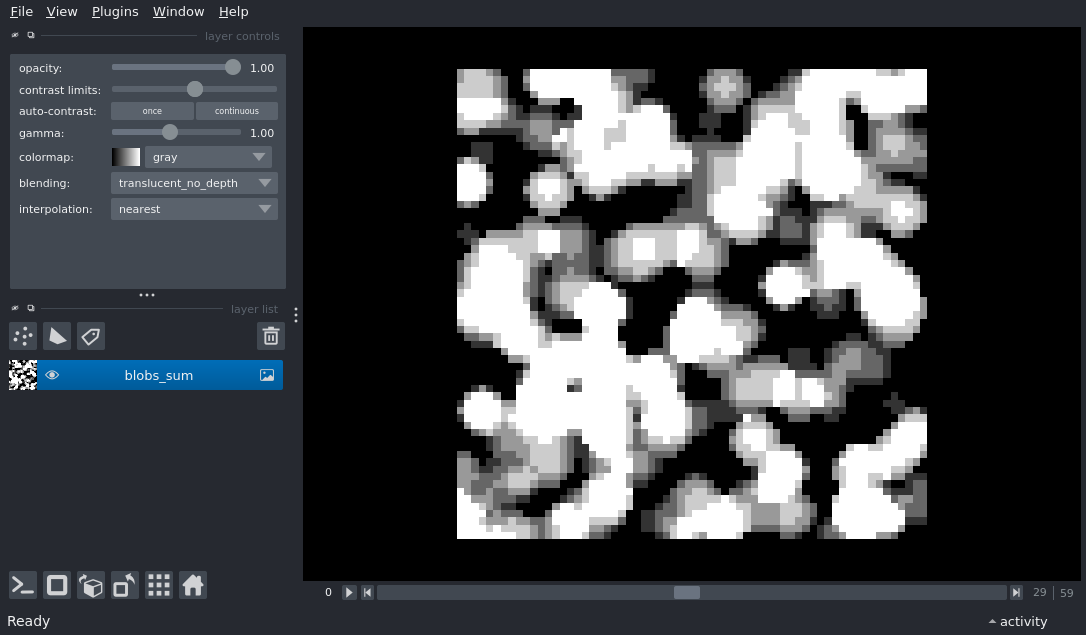 File View Plugins Window Help
layer controls
opacity: 1.00
contrast limits:
auto-contrast: once continuous
gamma: 1.00
colormap: gray
blending: translucent_no_depth
interpolation: nearest
layer list
blobs_sum
0 29 59
Ready activity